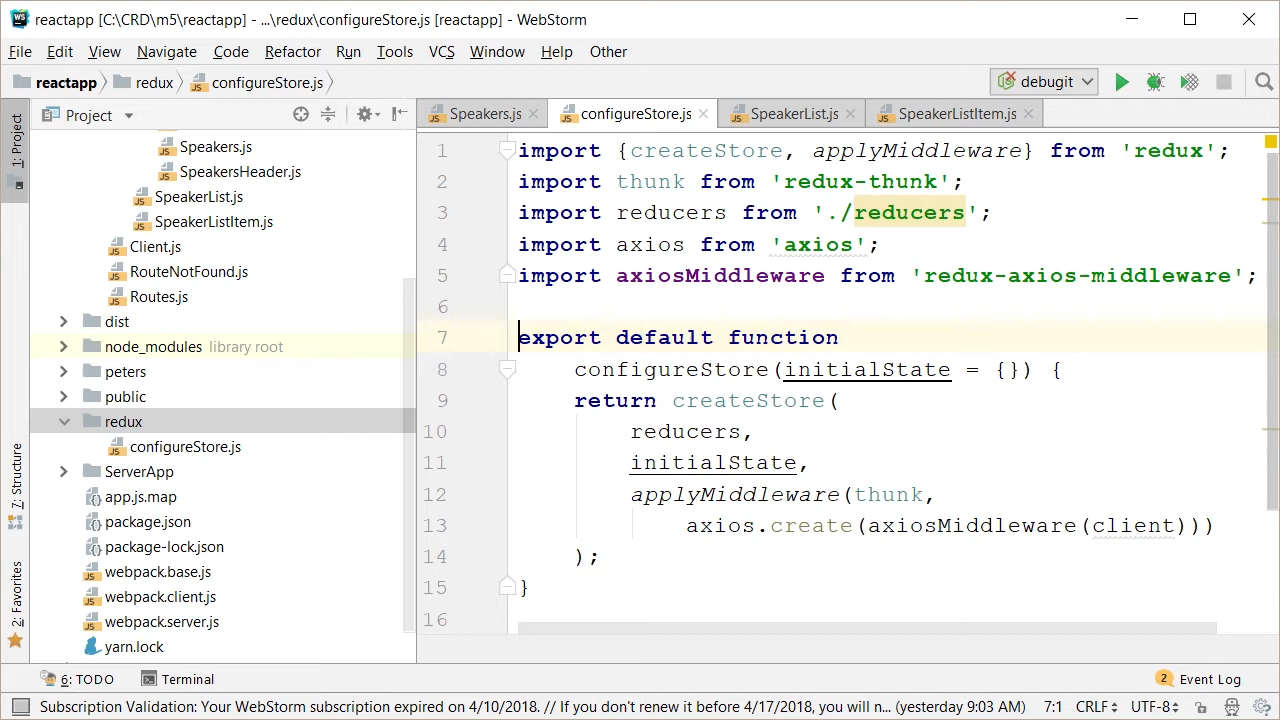 reactapp [C:\CRD\m5\reactapp] - ...\redux\configureStore.js [reactapp] - WebStorm
File Edit View Navigate Code Refactor Run Tools VCS Window Help Other
reactapp redux configureStore.js debugit
1: Project
7: Structure
2: Favorites
Project
Speakers.js
SpeakersHeader.js
SpeakerList.js
SpeakerListItem.js
Client.js
RouteNotFound.js
Routes.js
dist
node_modules library root
peters
public
redux
configureStore.js
ServerApp
app.js.map
package.json
package-lock.json
webpack.base.js
webpack.client.js
webpack.server.js
yarn.lock
Speakers.js configureStore.js SpeakerList.js SpeakerListItem.js
1 import {createStore, applyMiddleware} from 'redux';
2 import thunk from 'redux-thunk';
3 import reducers from './reducers';
4 import axios from 'axios';
5 import axiosMiddleware from 'redux-axios-middleware';
6
7 export default function
8 configureStore(initialState = {}) {
9 return createStore(
10 reducers,
11 initialState,
12 applyMiddleware(thunk,
13 axios.create(axiosMiddleware(client)))
14 );
15 }
16
6: TODO Terminal 2 Event Log
Subscription Validation: Your WebStorm subscription expired on 4/10/2018. // If you don't renew it before 4/17/2018, you will n... (yesterday 9:03 AM) 7:1 CRLF UTF-8